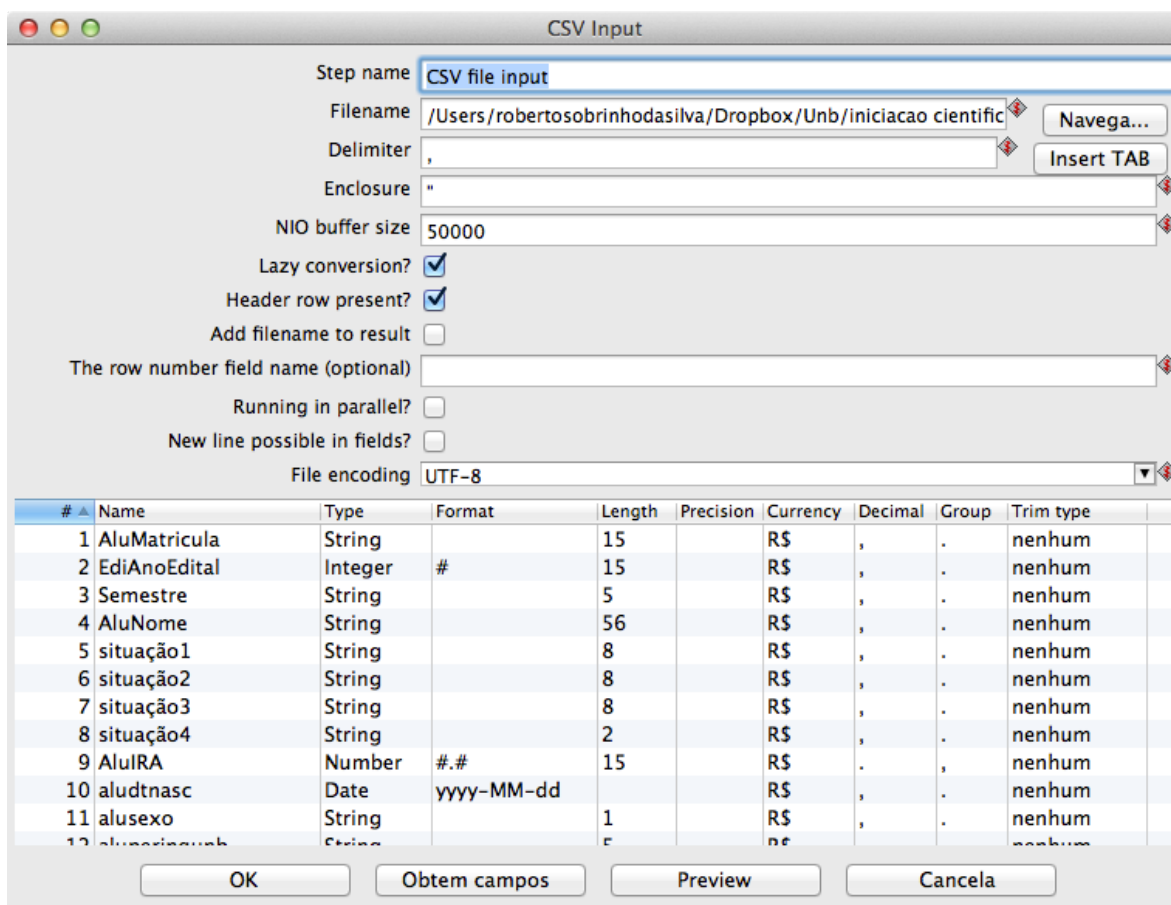 CSV Input
Step name CSV file input
Filename /Users/robertosobrinhodasilva/Dropbox/Unb/iniciacao cientific Navega...
Delimiter , Insert TAB
Enclosure "
NIO buffer size 50000
Lazy conversion?
Header row present?
Add filename to result
The row number field name (optional)
Running in parallel?
New line possible in fields?
File encoding UTF-8
# Name Type Format Length Precision Currency Decimal Group Trim type
1 AluMatricula String 15 R$ , . nenhum
2 EdiAnoEdital Integer # 15 R$ , . nenhum
3 Semestre String 5 R$ , . nenhum
4 AluNome String 56 R$ , . nenhum
5 situação1 String 8 R$ , . nenhum
6 situação2 String 8 R$ , . nenhum
7 situação3 String 8 R$ , . nenhum
8 situação4 String 2 R$ , . nenhum
9 AluIRA Number #.# 15 R$ . , nenhum
10 aludtnasc Date yyyy-MM-dd R$ , . nenhum
11 alusexo String 1 R$ , . nenhum
12 String 5 R$ nenhum
OK Obtem campos Preview Cancela